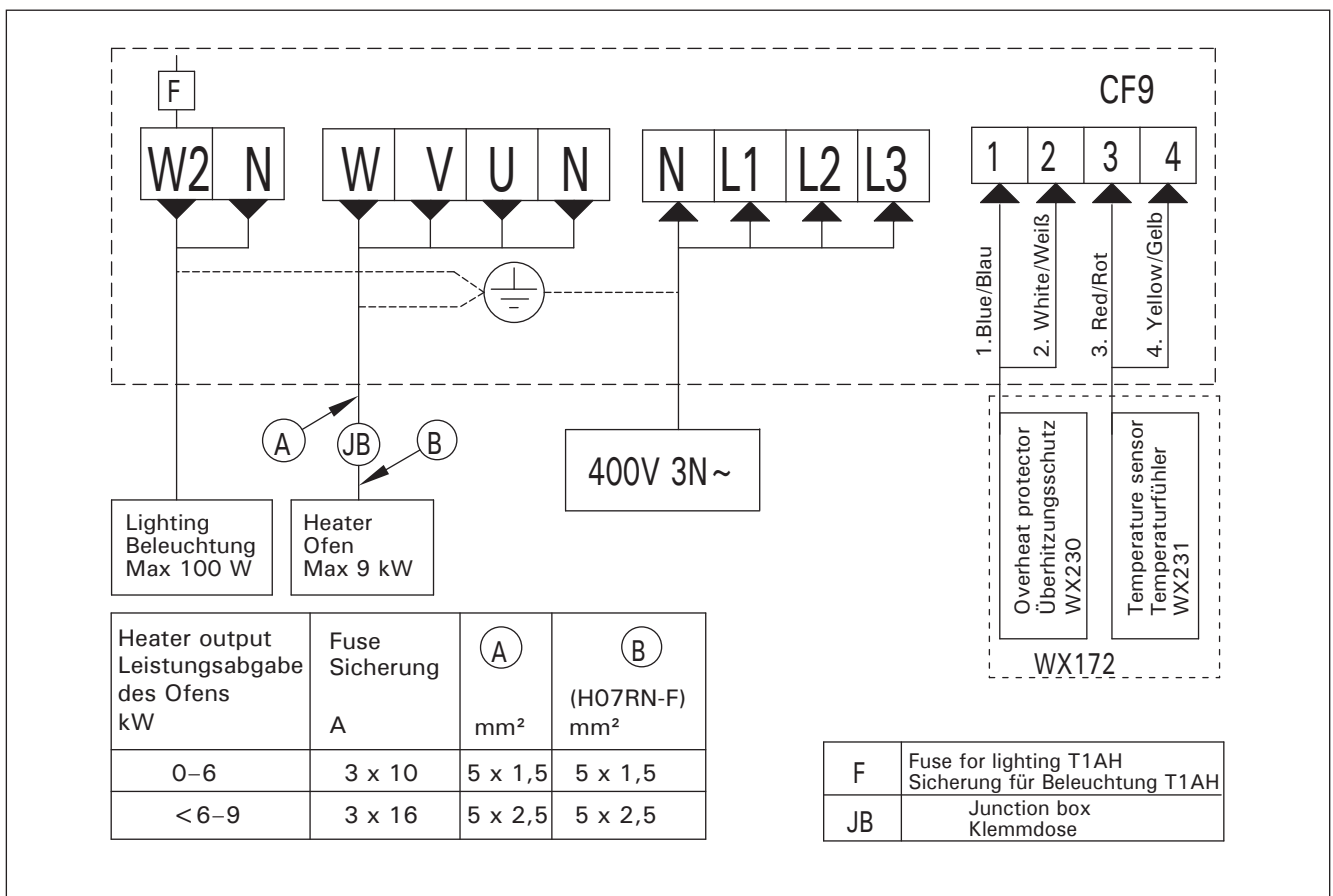 F
CF9
W2 N
W V U N
N L1 L2 L3
1 2 3 4
1.Blue/Blau
2. White/Weiß
3. Red/Rot
4. Yellow/Gelb
A
JB
B
400V 3N~
Lighting
Beleuchtung
Max 100 W
Heater
Ofen
Max 9 kW
Overheat protector
Überhitzungsschutz
WX230
Temperature sensor
Temperaturfühler
WX231
WX172
Heater output
Leistungsabgabe
des Ofens
kW
Fuse
Sicherung
A
A
mm²
B
(H07RN-F)
mm²
0–6 3 x 10 5 x 1,5 5 x 1,5
<6–9 3 x 16 5 x 2,5 5 x 2,5
F Fuse for lighting T1AH
Sicherung für Beleuchtung T1AH
JB Junction box
Klemmdose